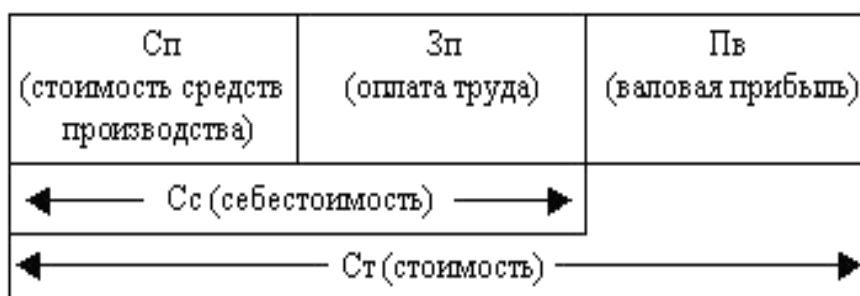 Сп
(стоимость средств
производства)
Зп
(оплата труда)
Пв
(валовая прибыль)
Сс (себестоимость)
Ст (стоимость)